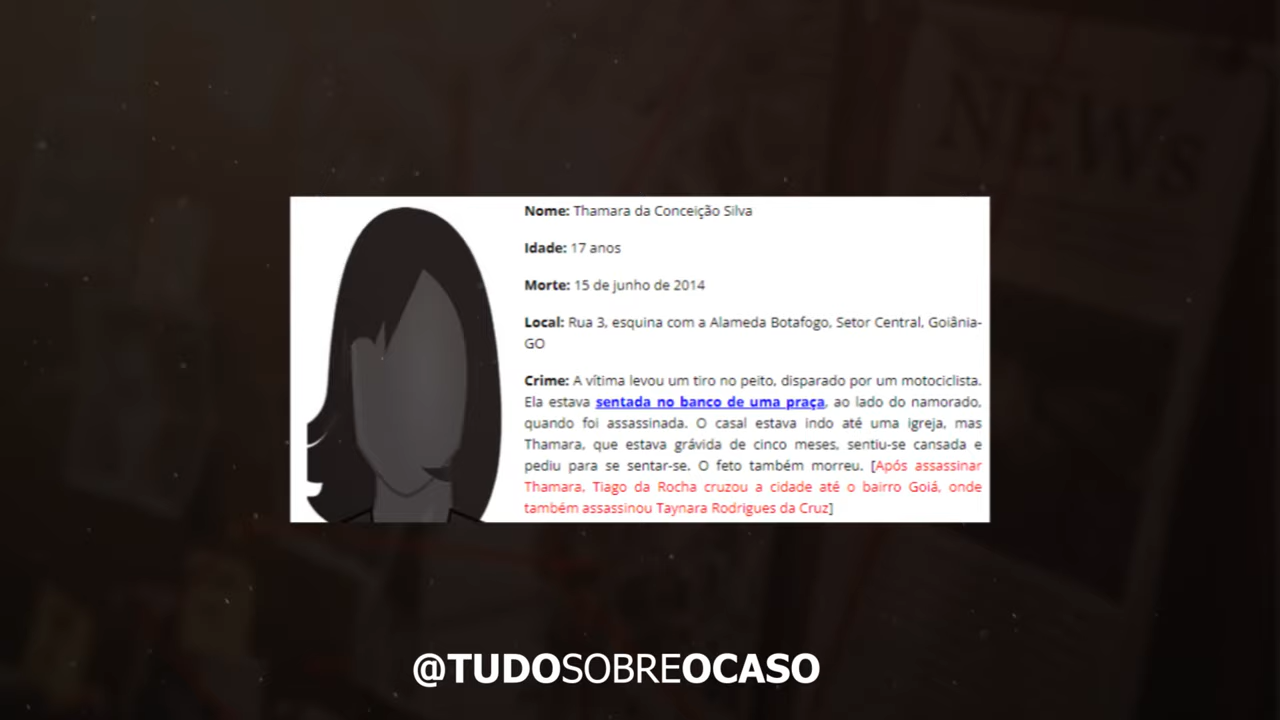 NEWS
Nome: Thamara da Conceição Silva
Idade: 17 anos
Morte: 15 de junho de 2014
Local: Rua 3, esquina com a Alameda Botafogo, Setor Central, Goiânia-
GO
Crime: A vítima levou um tiro no peito, disparado por um motociclista.
Ela estava sentada no banco de uma praça, ao lado do namorado,
quando foi assassinada. O casal estava indo até uma igreja, mas
Thamara, que estava grávida de cinco meses, sentiu-se cansada e
pediu para se sentar-se. O feto também morreu. [Após assassinar
Thamara, Tiago da Rocha cruzou a cidade até o bairro Goiá, onde
também assassinou Taynara Rodrigues da Cruz]
@TUDOSOBREOCASO